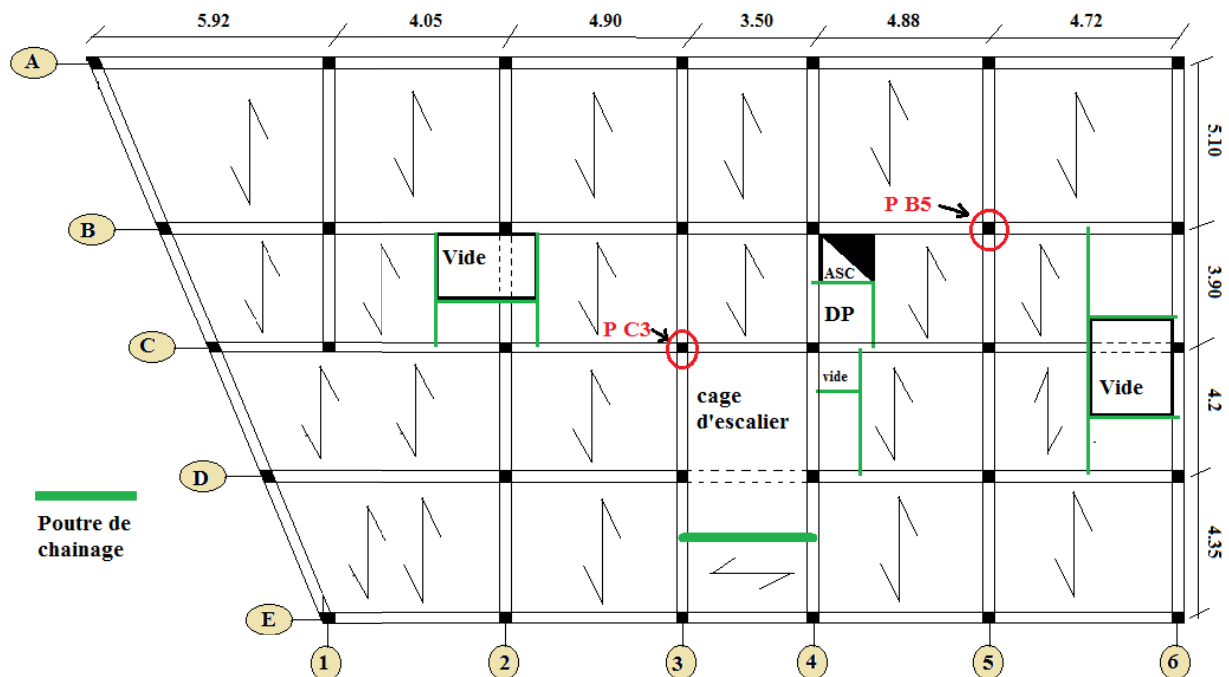 5.92 4.05 4.90 3.50 4.88 4.72
A
5.10
P B5
B
Vide
ASC
3.90
DP
P C3
C
vide
Vide
cage
d'escalier
4.2
D
Poutre de
chainage
4.35
E
1 2 3 4 5 6